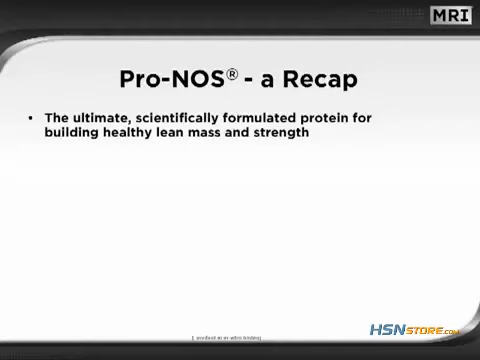 MRI
Pro-NOS® - a Recap
• The ultimate, scientifically formulated protein for
building healthy lean mass and strength
HSNSTORE.COM